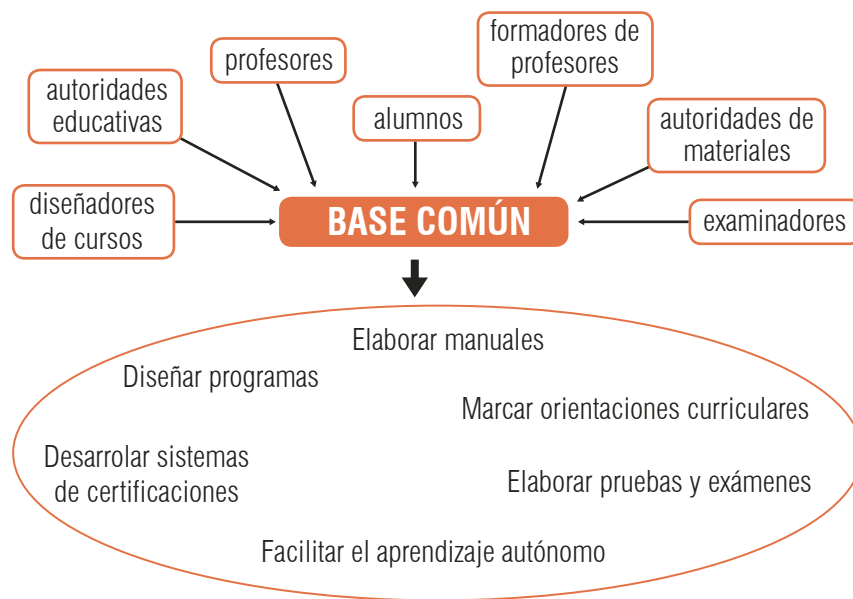 formadores de
profesores
profesores
autoridades
educativas
alumnos
autoridades de
materiales
diseñadores
de cursos
BASE COMÚN
examinadores
Elaborar manuales
Diseñar programas
Marcar orientaciones curriculares
Desarrolar sistemas
de certificaciones
Elaborar pruebas y exámenes
Facilitar el aprendizaje autónomo